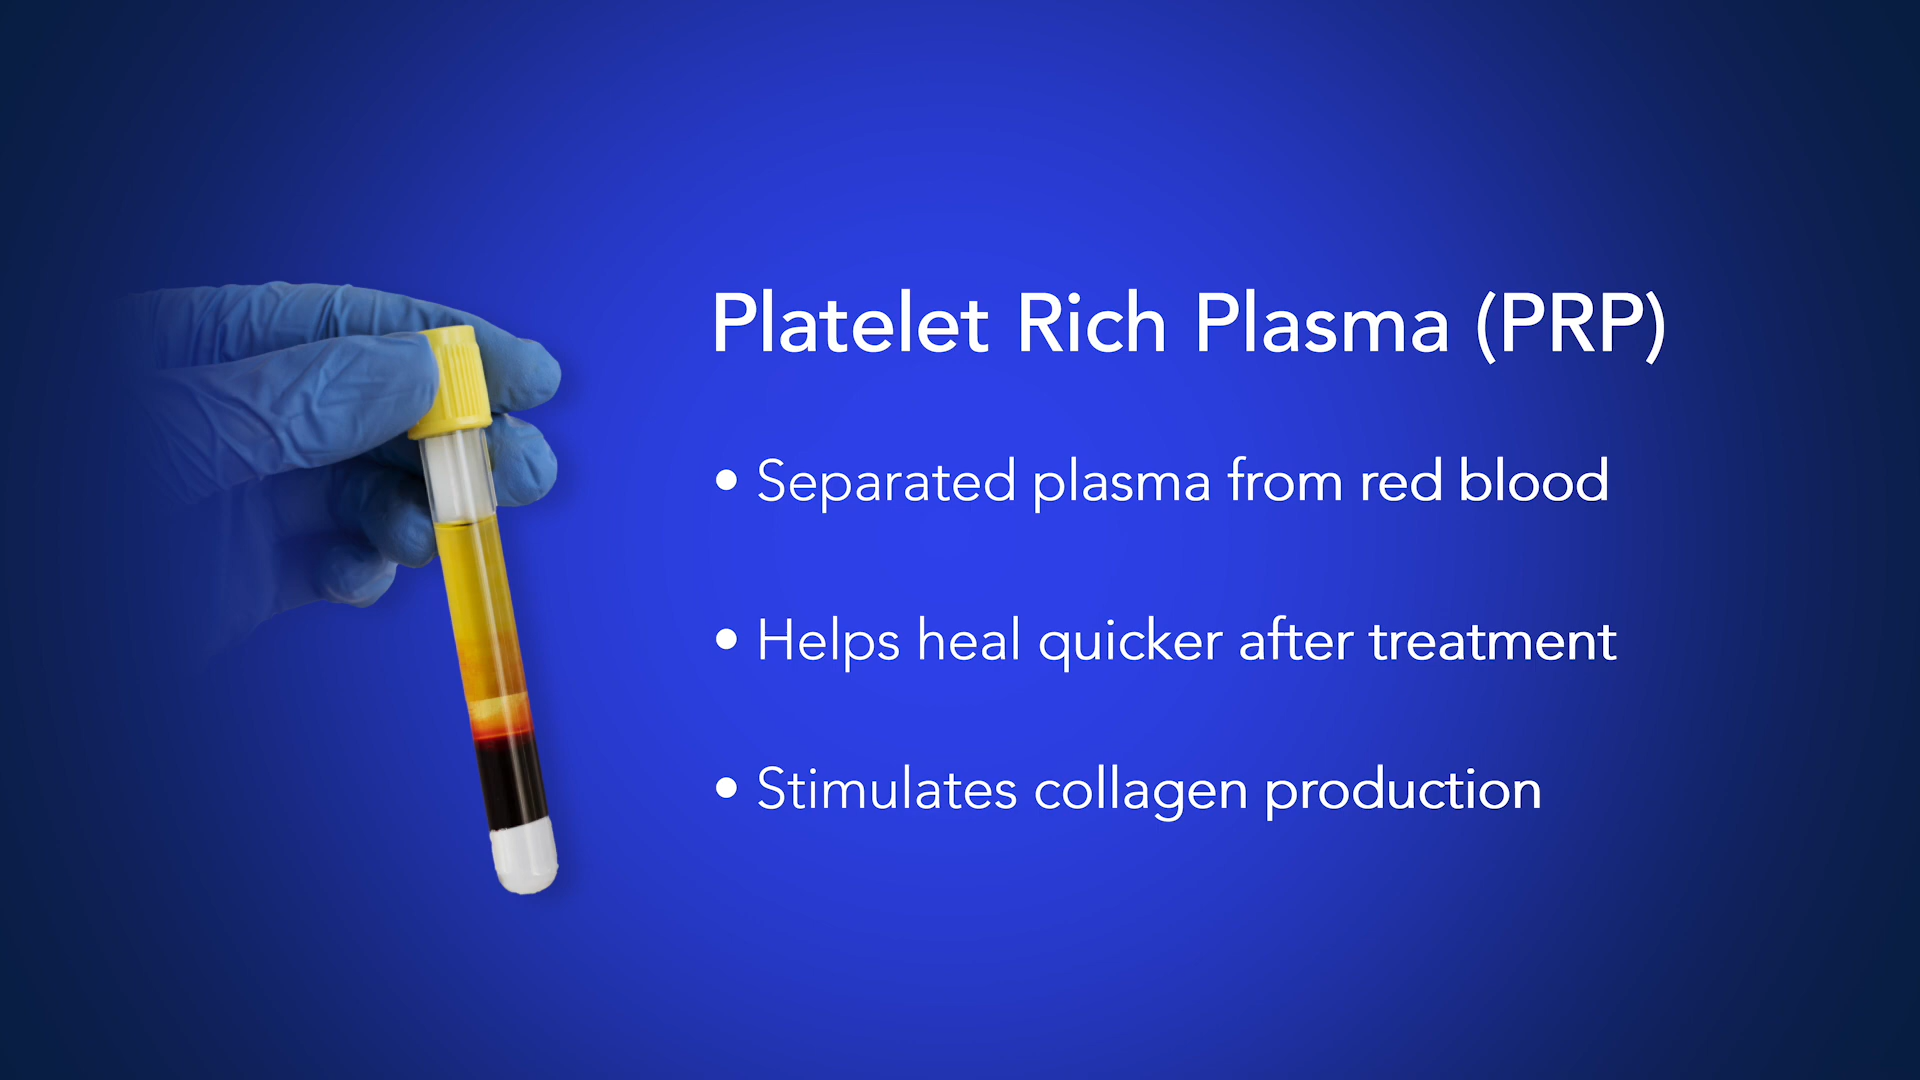 Platelet Rich Plasma (PRP)
• Separated plasma from red blood
• Helps heal quicker after treatment
• Stimulates collagen production